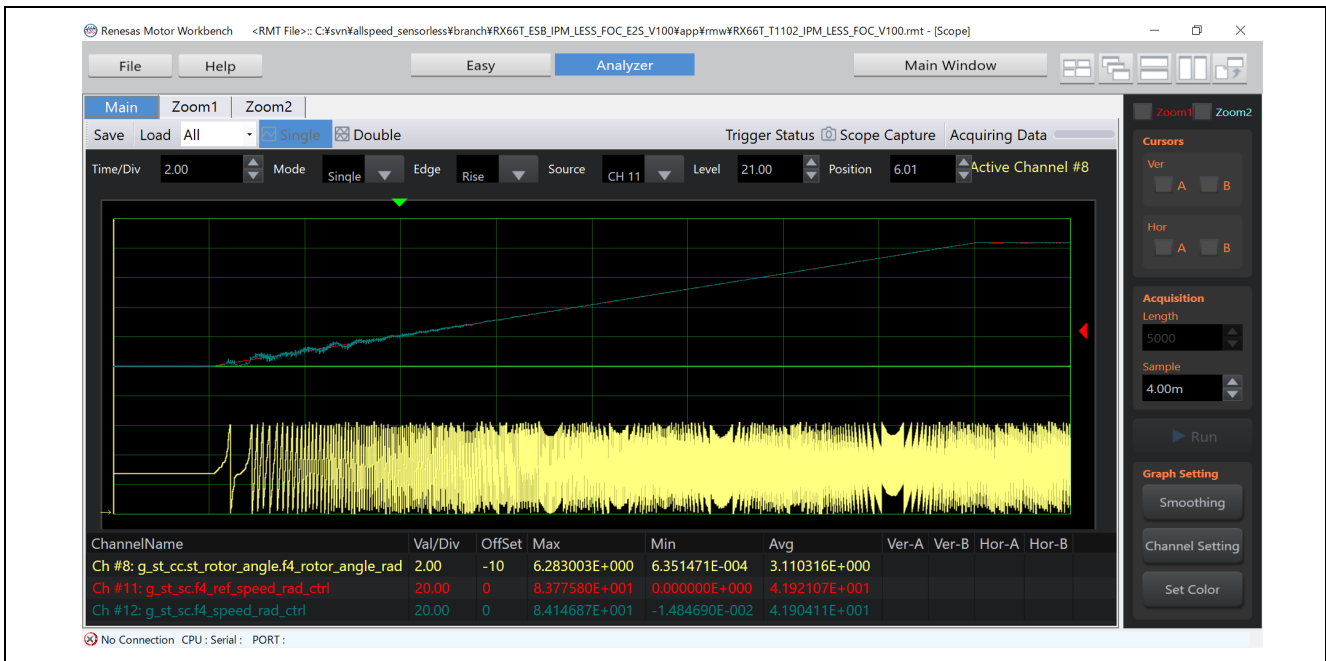 Renesas Motor Workbench <RMT File>:: C:¥svn¥allspeed_sensorless¥branch¥RX66T_ESB_IPM_LESS_FOC_E2S_V100¥app¥rmw¥RX66T_T1102_IPM_LESS_FOC_V100.rmt - [Scope]
File Help Easy Analyzer Main Window
Main Zoom1 Zoom2
Save Load All Single Double Trigger Status Scope Capture Acquiring Data
Time/Div 2.00 Mode Single Edge Rise Source CH 11 Level 21.00 Position 6.01 Active Channel #8
Zoom1 Zoom2
Cursors
Ver
A B
Hor
A B
Acquisition
Length
5000
Sample
4.00m
Run
Graph Setting
Smoothing
Channel Setting
Set Color
ChannelName Val/Div OffSet Max Min Avg Ver-A Ver-B Hor-A Hor-B
Ch #8: g_st_cc.st_rotor_angle.f4_rotor_angle_rad 2.00 -10 6.283003E+000 6.351471E-004 3.110316E+000
Ch #11: g_st_sc.f4_ref_speed_rad_ctrl 20.00 0 8.377580E+001 0.000000E+000 4.192107E+001
Ch #12: g_st_sc.f4_speed_rad_ctrl 20.00 0 8.414687E+001 -1.484690E-002 4.190411E+001
No Connection CPU : Serial : PORT :